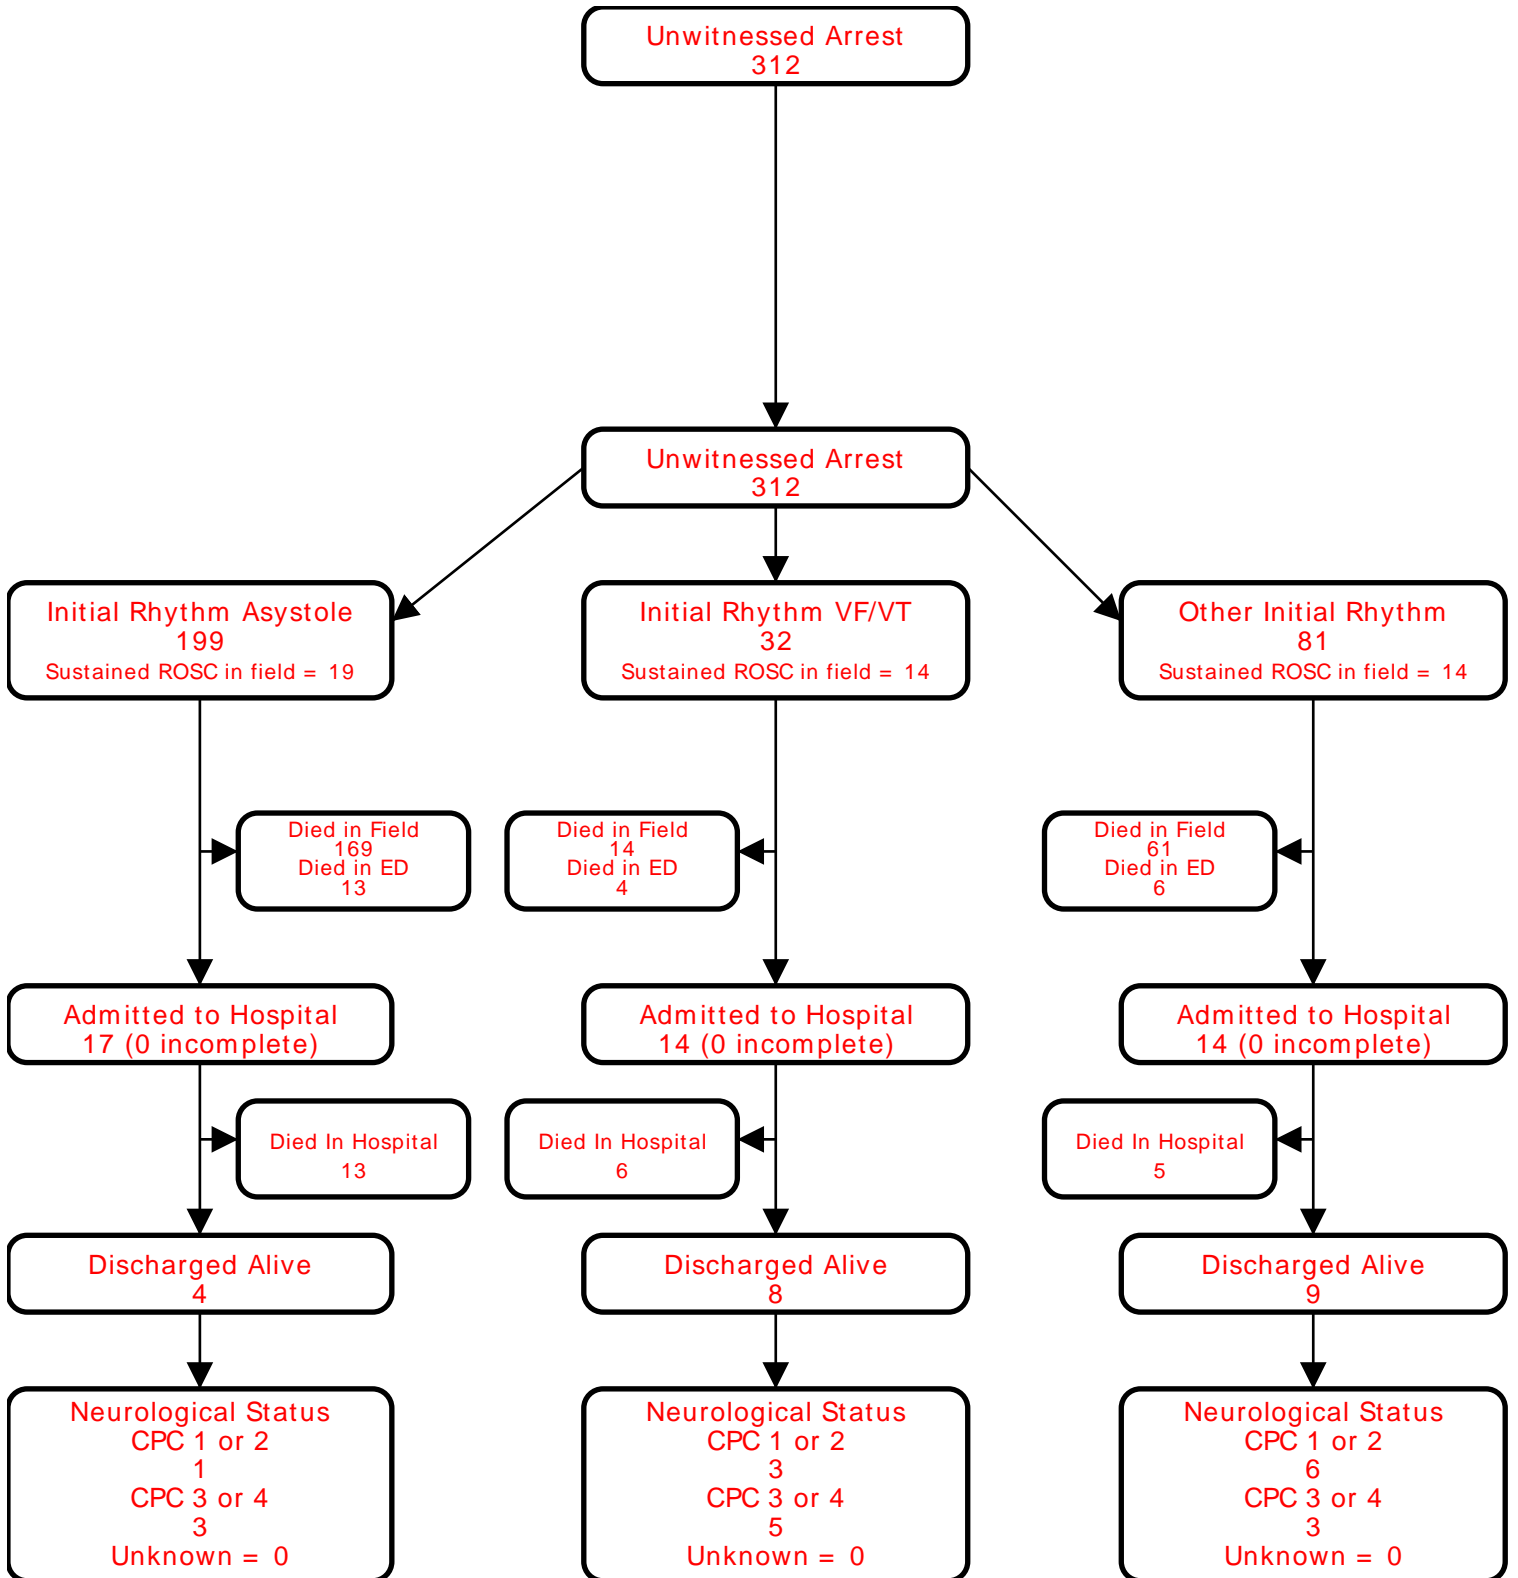 Unwitnessed Arrest
312
Unwitnessed Arrest
312
Initial Rhythm Asystole
199
Sustained ROSC in field = 19
Initial Rhythm VF/VT
32
Sustained ROSC in field = 14
Other Initial Rhythm
81
Sustained ROSC in field = 14
Died in Field
169
Died in ED
13
Died in Field
14
Died in ED
4
Died in Field
61
Died in ED
6
Admitted to Hospital
17 (0 incomplete)
Admitted to Hospital
14 (0 incomplete)
Admitted to Hospital
14 (0 incomplete)
Died In Hospital
13
Died In Hospital
6
Died In Hospital
5
Discharged Alive
4
Discharged Alive
8
Discharged Alive
9
Neurological Status
CPC 1 or 2
1
CPC 3 or 4
3
Unknown = 0
Neurological Status
CPC 1 or 2
3
CPC 3 or 4
5
Unknown = 0
Neurological Status
CPC 1 or 2
6
CPC 3 or 4
3
Unknown = 0